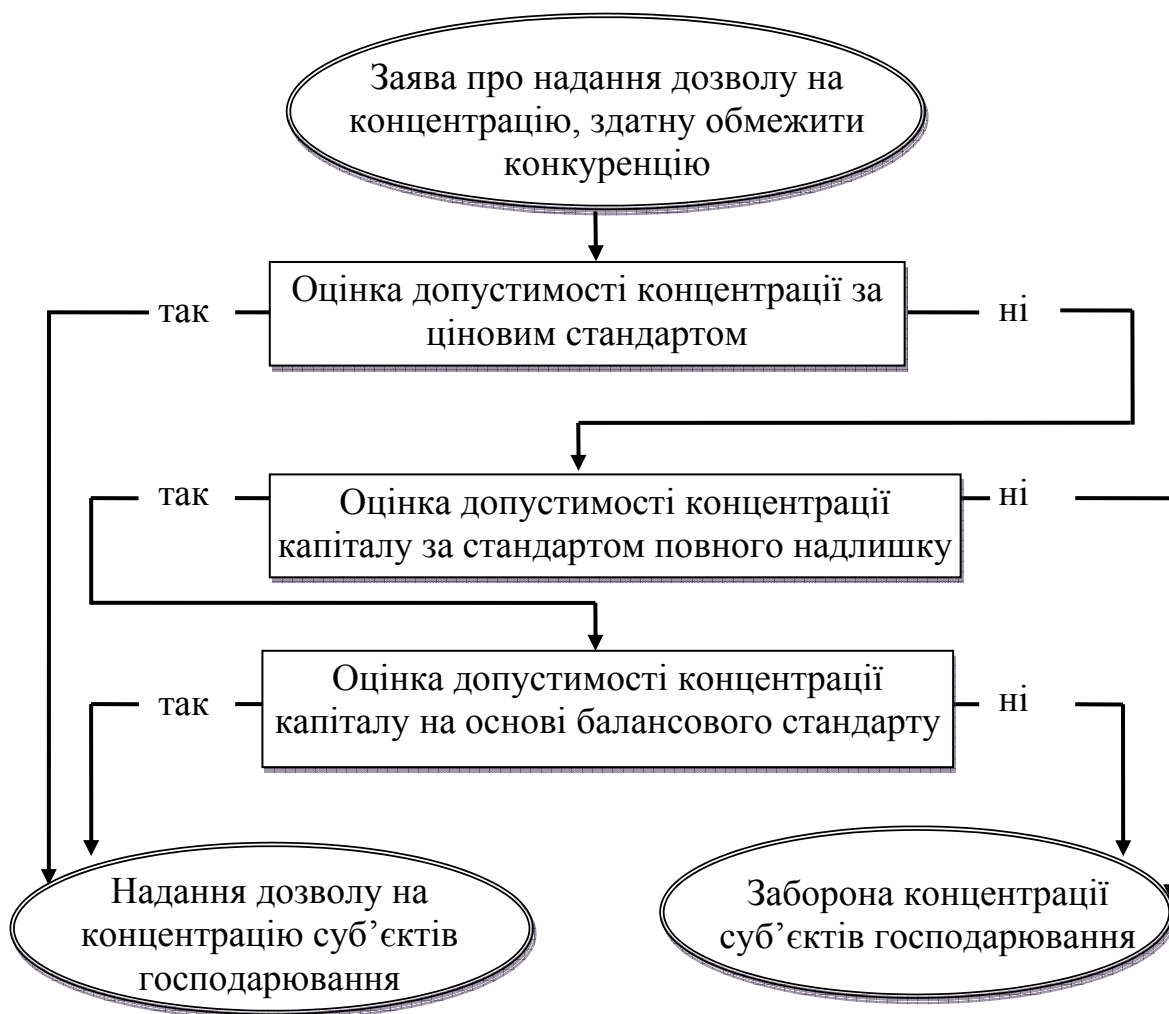 Заява про надання дозволу на
концентрацію, здатну обмежити
конкуренцію
так
Оцінка допустимості концентрації за
ціновим стандартом
ні
так
Оцінка допустимості концентрації
капіталу за стандартом повного надлишку
ні
так
Оцінка допустимості концентрації
капіталу на основі балансового стандарту
ні
Надання дозволу на
концентрацію суб’єктів
господарювання
Заборона концентрації
суб’єктів господарювання